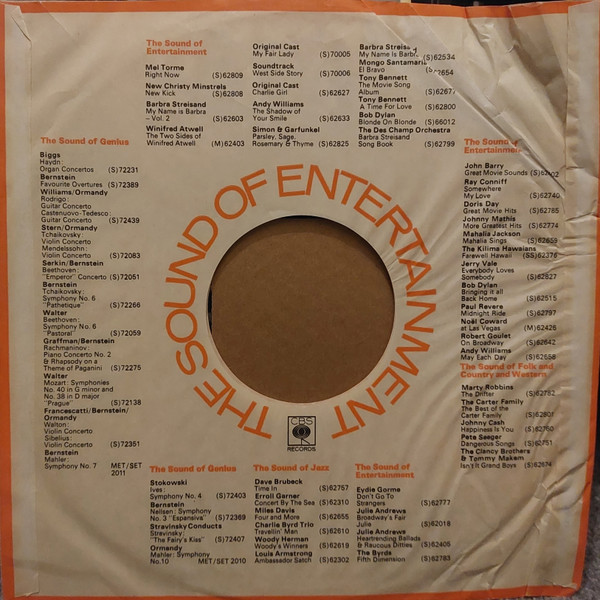 The Sound of
Entertainment
Mel Torme
Right Now (S)62809
New Christy Minstrels
New Kick (S)62808
Barbra Streisand
My Name is Barbra
– Vol. 2 (S)62603
Winifred Atwell
The Two Sides of
Winifred Atwell (M)62403
Original Cast
My Fair Lady (S)70005
Soundtrack
West Side Story (S)70006
Original Cast
Charlie Girl (S)62627
Andy Williams
The Shadow of
Your Smile (S)62633
Simon & Garfunkel
Parsley, Sage,
Rosemary & Thyme (S)62825
Barbra Streisand
My Name is Barbra (S)62534
Mongo Santamaria
El Bravo
Tony Bennett
The Movie Song
Album (S)62677
Tony Bennett
A Time For Love (S)62800
Bob Dylan
Blonde On Blonde (S)66012
The Des Champ Orchestra
Barbra Streisand
Song Book (S)62799
The Sound of Genius
Biggs
Haydn:
Organ Concertos (S)72231
Bernstein
Favourite Overtures (S)72389
Williams/Ormandy
Rodrigo:
Guitar Concerto
Castenuovo-Tedesco:
Guitar Concerto (S)72439
Stern/Ormandy
Tchaikovsky
Violin Concerto
Mendelssohn:
Violin Concerto (S)72083
Serkin/Bernstein
Beethoven:
"Emperor" Concerto (S)72051
Bernstein
Tchaikovsky:
Symphony No. 6
"Pathetique" (S)72266
Walter
Beethoven:
Symphony No. 6
"Pastoral" (S)72059
Graffman/Bernstein
Rachmaninov:
Piano Concerto No. 2
& Rhapsody on a
Theme of Paganini (S)72275
Walter
Mozart: Symphonies
No. 40 in G minor and
No. 38 in D major
"Prague" (S)72138
Francescatti/Bernstein/
Ormandy
Walton:
Violin Concerto
Sibelius:
Violin Concerto (S)72351
Bernstein
Mahler:
Symphony No. 7 MET/SET
2011
THE SOUND OF ENTERTAINMENT
CBS
RECORDS
The Sound of
Entertainment
John Barry
Great Movie Sounds
Ray Conniff
Somewhere
My Love (S)62740
Doris Day
Great Movie Hits (S)62785
Johnny Mathis
More Greatest Hits (S)62774
Mahalia Jackson
Mahalia Sings (S)62659
The Kilima Hawaiians
Farewell Hawaii (SS)62376
Jerry Vale
Everybody Loves
Somebody (S)62827
Bob Dylan
Bringing it all
Back Home (S)62515
Paul Revere
Midnight Ride (S)62797
Noël Coward
at Las Vegas (M)62426
Robert Goulet
On Broadway (S)62642
Andy Williams
May Each Day (S)62658
The Sound of Folk and
Country and Western
Marty Robbins
The Drifter (S)62782
The Carter Family
The Best of the
Carter Family (S)62801
Johnny Cash
Happiness Is You (S)62760
Pete Seeger
Dangerous Songs (S)62751
The Clancy Brothers
& Tommy Makem
Isn't It Grand Boys (S)62674
The Sound of Genius
Stokowski
Ives:
Symphony No. 4 (S)72403
Bernstein
Neilsen: Symphony
No. 3 "Espansiva" (S)72369
Stravinsky Conducts
Stravinsky:
"The Fairy's Kiss" (S)72407
Ormandy
Mahler: Symphony
No.10 MET/SET 2010
The Sound of Jazz
Dave Brubeck
Time In (S)62757
Erroll Garner
Concert By the Sea (S)62310
Miles Davis
Four and More (S)62655
Charlie Byrd Trio
Travellin' Man (S)62610
Woody Herman
Woody's Winners (S)62619
Louis Armstrong
Ambassador Satch (S)62302
The Sound of
Entertainment
Eydie Gorme
Don't Go To
Strangers (S)62777
Julie Andrews
Broadway's Fair
Julie (S)62018
Julie Andrews
Heartrending Ballads
& Raucous Ditties (S)62405
The Byrds
Fifth Dimension (S)62783